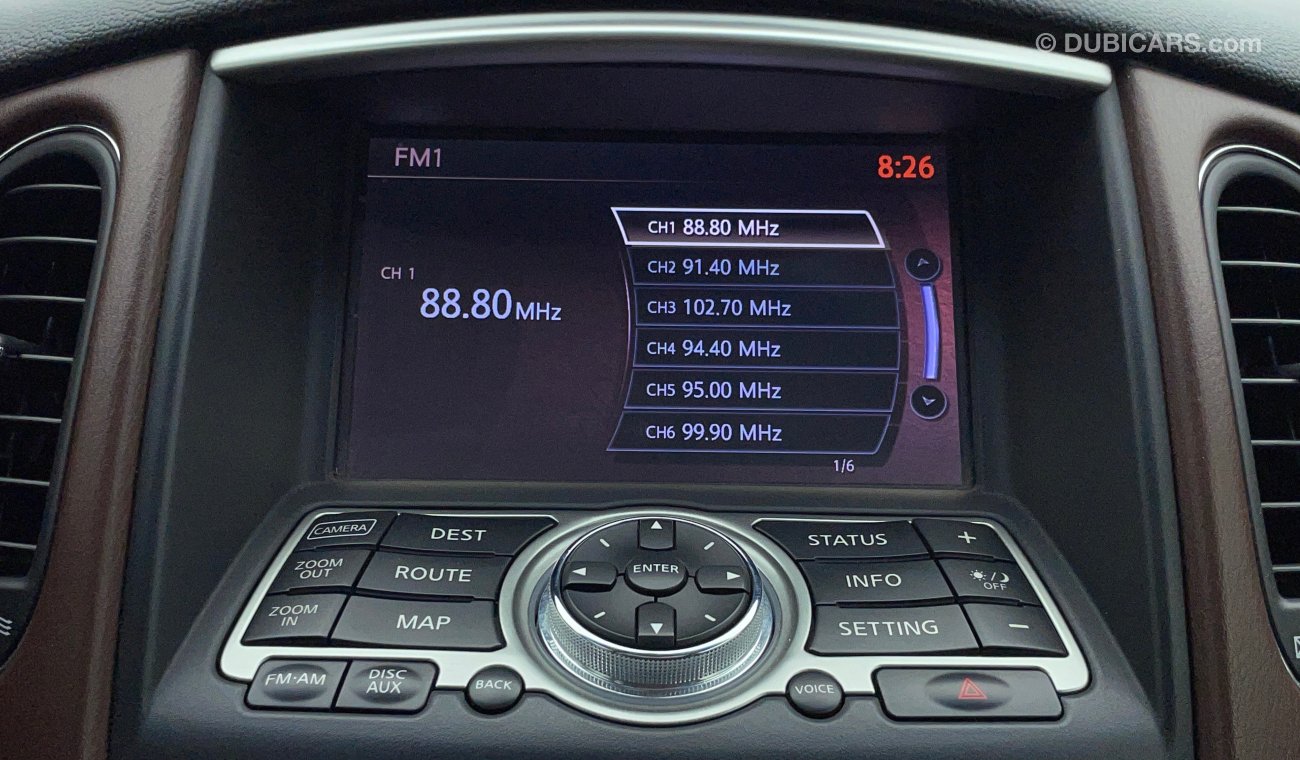 © DUBICARS.com
FM1
8:26
CH 1
88.80 MHz
CH1 88.80 MHz
CH2 91.40 MHz
CH3 102.70 MHz
CH4 94.40 MHz
CH5 95.00 MHz
CH6 99.90 MHz
1/6
CAMERA
DEST
ZOOM
OUT
ROUTE
ZOOM
IN
MAP
ENTER
STATUS
+
INFO
/
OFF
SETTING
−
FM·AM
DISC
AUX
BACK
VOICE